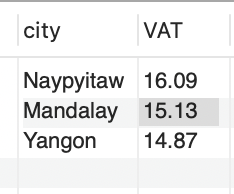 city VAT
Naypyitaw 16.09
Mandalay 15.13
Yangon 14.87